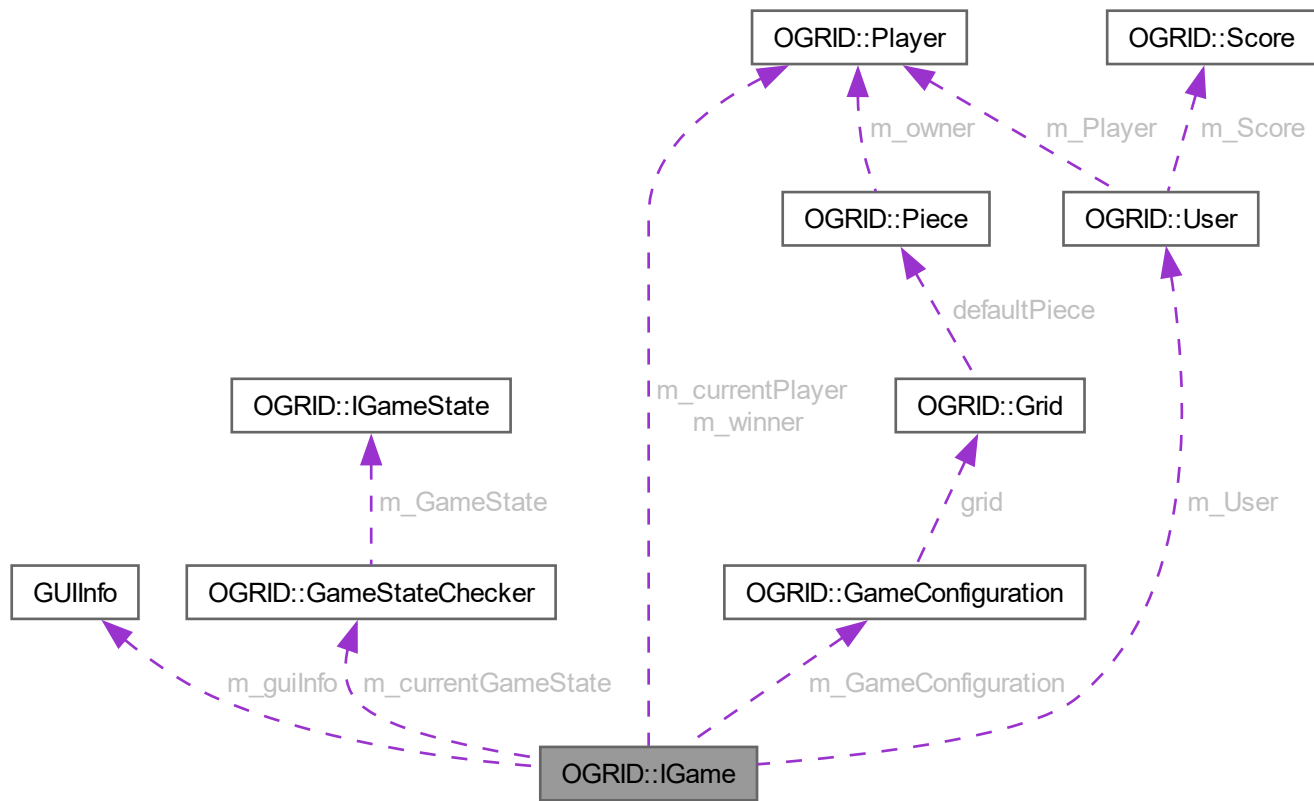 OGRID::Player
OGRID::Score
m_owner
m_Player
m_Score
OGRID::Piece
OGRID::User
defaultPiece
m_currentPlayer
m_winner
OGRID::IGameState
OGRID::Grid
m_GameState
grid
m_User
GUIInfo
OGRID::GameStateChecker
OGRID::GameConfiguration
m_guiInfo
m_currentGameState
m_GameConfiguration
OGRID::IGame